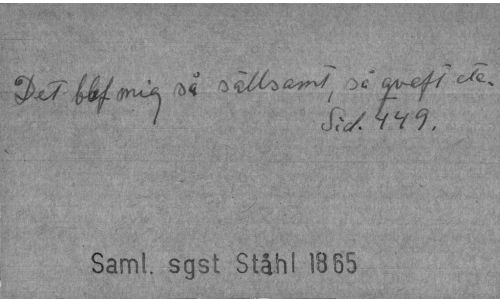 Det blef mig så sällsamt, så qvaft etc.
Sid. 449.
Saml. sgst Ståhl 1865